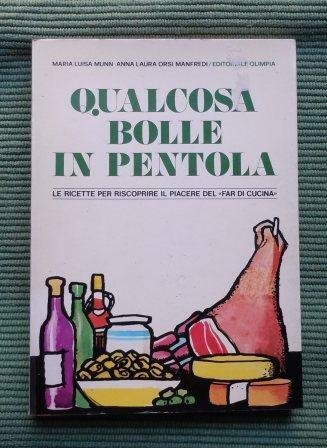 MARIA LUISA MUNN·ANNA LAURA ORSI MANFREDI/EDITORIALE OLIMPIA
QUALCOSA
BOLLE
IN PENTOLA
LE RICETTE PER RISCOPRIRE IL PIACERE DEL «FAR DI CUCINA»